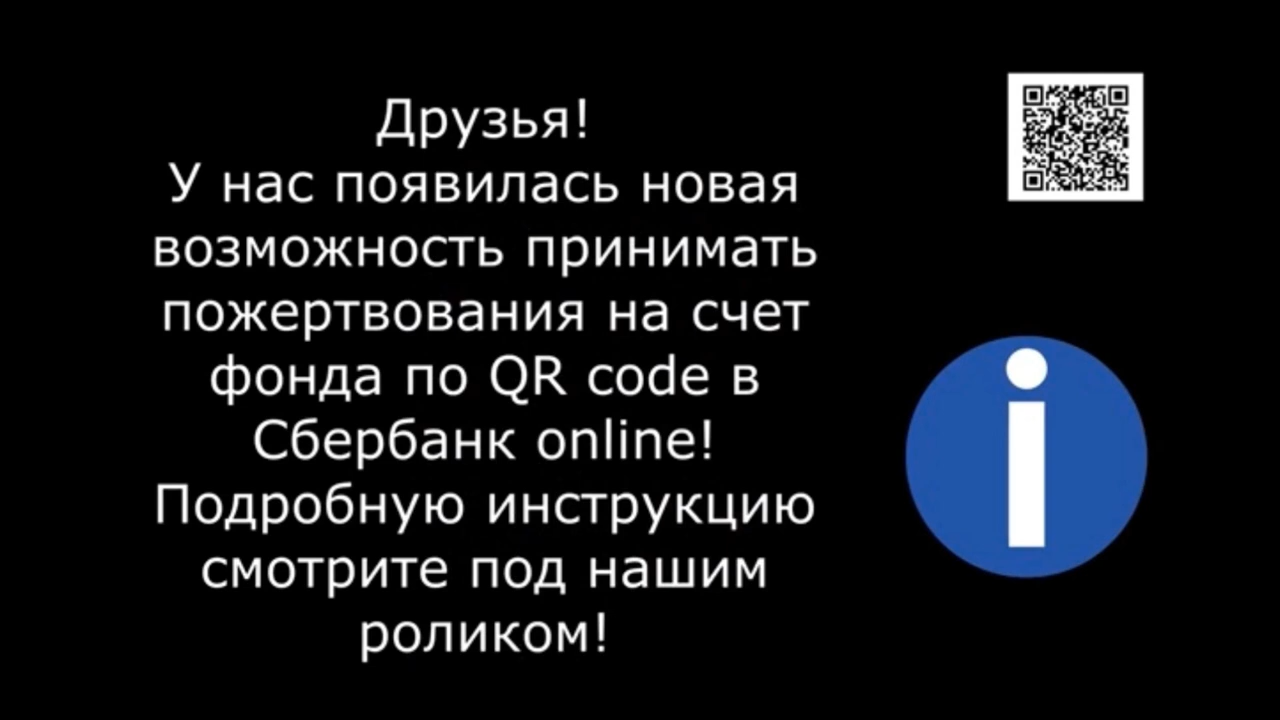 Друзья!
У нас появилась новая
возможность принимать
пожертвования на счет
фонда по QR code в
Сбербанк online!
Подробную инструкцию
смотрите под нашим
роликом!